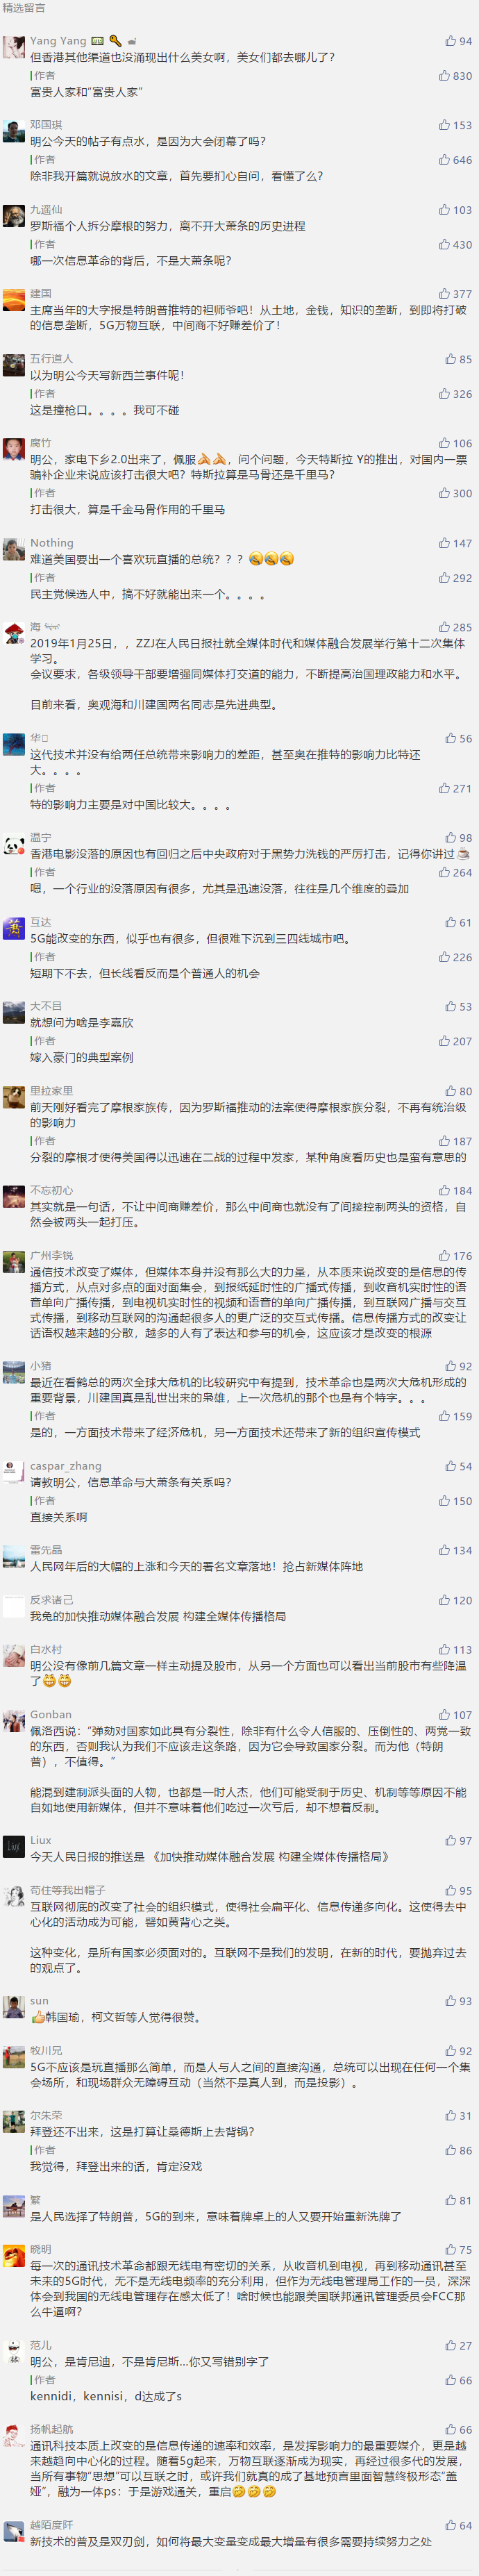 精选留言
Yang Yang
94
但香港其他渠道也没涌现出什么美女啊，美女们都去哪儿了？
作者
830
富贵人家和“富贵人家”
邓国琪
153
明公今天的帖子有点水，是因为大会闭幕了吗？
作者
646
除非我开篇就说放水的文章，首先要扪心自问，看懂了么？
九遥仙
103
罗斯福个人拆分摩根的努力，离不开大萧条的历史进程
作者
430
哪一次信息革命的背后，不是大萧条呢？
建国
377
主席当年的大字报是特朗普推特的祖师爷吧！从土地，金钱，知识的垄断，到即将打破
的信息垄断，5G万物互联，中间商不好赚差价了！
五行道人
85
以为明公今天写新西兰事件呢！
作者
326
这是撞枪口。。。。我可不碰
腐竹
106
明公，家电下乡2.0出来了，佩服🙏🙏，问个问题，今天特斯拉 Y的推出，对国内一票
骗补企业来说应该打击很大吧？特斯拉算是马骨还是千里马？
作者
300
打击很大，算是千金马骨作用的千里马
Nothing
147
难道美国要出一个喜欢玩直播的总统？？？
作者
292
民主党候选人中，搞不好就能出来一个。。。。
海
285
2019年1月25日，，ZZJ在人民日报社就全媒体时代和媒体融合发展举行第十二次集体
学习。
会议要求，各级领导干部要增强同媒体打交道的能力，不断提高治国理政能力和水平。
目前来看，奥观海和川建国两名同志是先进典型。
华
56
这代技术并没有给两任总统带来影响力的差距，甚至奥在推特的影响力比特还
大。。。。
作者
271
特的影响力主要是对中国比较大。。。。
温宁
98
香港电影没落的原因也有回归之后中央政府对于黑势力洗钱的严厉打击，记得你讲过☕
作者
264
嗯，一个行业的没落原因有很多，尤其是迅速没落，往往是几个维度的叠加
互达
61
5G能改变的东西，似乎也有很多，但很难下沉到三四线城市吧。
作者
226
短期下不去，但长线看反而是个普通人的机会
大不吕
53
就想问为啥是李嘉欣
作者
207
嫁入豪门的典型案例
里拉家里
80
前天刚好看完了摩根家族传，因为罗斯福推动的法案使得摩根家族分裂，不再有统治级
的影响力
作者
187
分裂的摩根才使得美国得以迅速在二战的过程中发家，某种角度看历史也是蛮有意思的
不忘初心
184
其实就是一句话，不让中间商赚差价，那么中间商也就没有了间接控制两头的资格，自
然会被两头一起打压。
广州李锐
176
通信技术改变了媒体，但媒体本身并没有那么大的力量，从本质来说改变的是信息的传
播方式，从点对多点的面对面集会，到报纸延时性的广播式传播，到收音机实时性的语
音单向广播传播，到电视机实时性的视频和语音的单向广播传播，到互联网广播与交互
式传播，到移动互联网的沟通起很多人的更广泛的交互式传播。信息传播方式的改变让
话语权越来越的分散，越多的人有了表达和参与的机会，这应该才是改变的根源
小猪
92
最近在看鹤总的两次全球大危机的比较研究中有提到，技术革命也是两次大危机形成的
重要背景，川建国真是乱世出来的枭雄，上一次危机的那个也是有个特字。。。
作者
159
是的，一方面技术带来了经济危机，另一方面技术还带来了新的组织宣传模式
caspar_zhang
54
请教明公，信息革命与大萧条有关系吗？
作者
150
直接关系啊
雷先晶
134
人民网年后的大幅的上涨和今天的署名文章落地！抢占新媒体阵地
反求诸己
120
我兔的加快推动媒体融合发展 构建全媒体传播格局
白水村
113
明公没有像前几篇文章一样主动提及股市，从另一个方面也可以看出当前股市有些降温
了😁😁
Gonban
107
佩洛西说：“弹劾对国家如此具有分裂性，除非有什么令人信服的、压倒性的、两党一致
的东西，否则我认为我们不应该走这条路，因为它会导致国家分裂。而为他（特朗
普），不值得。”
能混到建制派头面的人物，也都是一时人杰，他们可能受制于历史、机制等等原因不能
自如地使用新媒体，但并不意味着他们吃过一次亏后，却不想着反制。
Liux
97
今天人民日报的推送是 《加快推动媒体融合发展 构建全媒体传播格局》
苟住等我出帽子
95
互联网彻底的改变了社会的组织模式，使得社会扁平化、信息传递多向化。这使得去中
心化的活动成为可能，譬如黄背心之类。
这种变化，是所有国家必须面对的。互联网不是我们的发明，在新的时代，要抛弃过去
的观点了。
sun
93
👍韩国瑜，柯文哲等人觉得很赞。
牧川兄
92
5G不应该是玩直播那么简单，而是人与人之间的直接沟通，总统可以出现在任何一个集
会场所，和现场群众无障碍互动（当然不是真人到，而是投影）。
尔朱荣
31
拜登还不出来，这是打算让桑德斯上去背锅？
作者
86
我觉得，拜登出来的话，肯定没戏
繁
81
是人民选择了特朗普，5G的到来，意味着牌桌上的人又要开始重新洗牌了
晓明
75
每一次的通讯技术革命都跟无线电有密切的关系，从收音机到电视，再到移动通讯甚至
未来的5G时代，无不是无线电频率的充分利用，但作为无线电管理局工作的一员，深深
体会到我国的无线电管理存在感太低了！啥时候也能跟美国联邦通讯管理委员会FCC那
么牛逼啊？
范儿
27
明公，是肯尼迪，不是肯尼斯...你又写错别字了
作者
66
kennidi，kennisi，d达成了s
扬帆起航
66
通讯科技本质上改变的是信息传递的速率和效率，是发挥影响力的最重要媒介，更是越
来越趋向中心化的过程。随着5g起来，万物互联逐渐成为现实，再经过很多代的发展，
当所有事物“思想”可以互联之时，或许我们就真的成了基地预言里面智慧终极形态“盖
娅”，融为一体ps：于是游戏通关，重启
越陌度阡
64
新技术的普及是双刃剑，如何将最大变量变成最大增量有很多需要持续努力之处